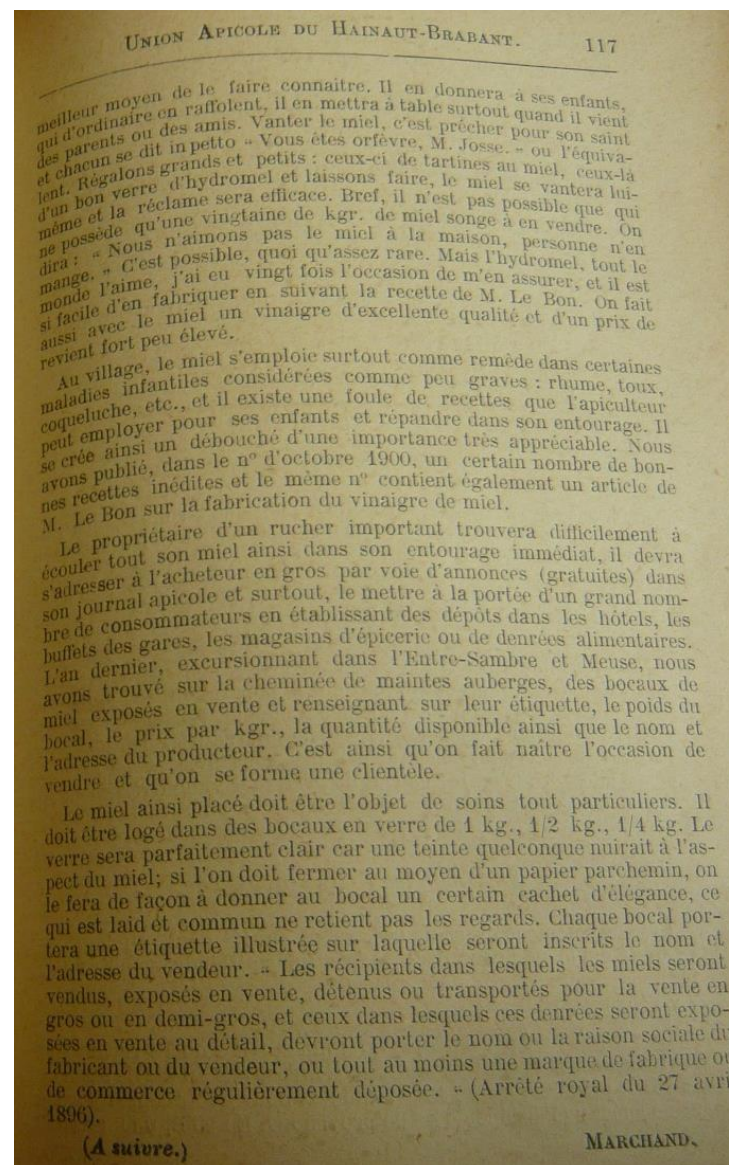 UNION APICOLE DU HAINAUT-BRABANT. 117
meilleur moyen de le faire connaitre. Il en donnera à ses enfants,
qui d'ordinaire en raffolent, il en mettra à table surtout quand il vient
des parents ou des amis. Vanter le miel, c'est prêcher pour son saint
et chacun se dit in petto « Vous êtes orfèvre, M. Josse. » ou l'équiva-
lent. Régalons grands et petits : ceux-ci de tartines au miel, ceux-là
d'un bon verre d'hydromel et laissons faire, le miel se vantera lui-
même et la réclame sera efficace. Bref, il n'est pas possible que qui
ne possède qu'une vingtaine de kgr. de miel songe à en vendre. On
dira : « Nous n'aimons pas le miel à la maison, personne n'en
mange. » C'est possible, quoi qu'assez rare. Mais l'hydromel, tout le
monde l'aime, j'ai eu vingt fois l'occasion de m'en assurer, et il est
si facile d'en fabriquer en suivant la recette de M. Le Bon. On fait
aussi avec le miel un vinaigre d'excellente qualité et d'un prix de
revient fort peu élevé.
Au village, le miel s'emploie surtout comme remède dans certaines
maladies infantiles considérées comme peu graves : rhume, toux,
coqueluche, etc., et il existe une foule de recettes que l'apiculteur
peut employer pour ses enfants et répandre dans son entourage. Il
se crée ainsi un débouché d'une importance très appréciable. Nous
avons publié, dans le n° d'octobre 1900, un certain nombre de bon-
nes recettes inédites et le même n° contient également un article de
M. Le Bon sur la fabrication du vinaigre de miel.
Le propriétaire d'un rucher important trouvera difficilement à
écouler tout son miel ainsi dans son entourage immédiat, il devra
s'adresser à l'acheteur en gros par voie d'annonces (gratuites) dans
son journal apicole et surtout, le mettre à la portée d'un grand nom-
bre de consommateurs en établissant des dépôts dans les hôtels, les
buffets des gares, les magasins d'épicerie ou de denrées alimentaires.
L'an dernier, excursionnant dans l'Entre-Sambre et Meuse, nous
avons trouvé sur la cheminée de maintes auberges, des bocaux de
miel exposés en vente et renseignant sur leur étiquette, le poids du
bocal, le prix par kgr., la quantité disponible ainsi que le nom et
l'adresse du producteur. C'est ainsi qu'on fait naître l'occasion de
vendre et qu'on se forme une clientèle.
Le miel ainsi placé doit être l'objet de soins tout particuliers. Il
doit être logé dans des bocaux en verre de 1 kg., 1/2 kg., 1/4 kg. Le
verre sera parfaitement clair car une teinte quelconque nuirait à l'as-
pect du miel; si l'on doit fermer au moyen d'un papier parchemin, on
le fera de façon à donner au bocal un certain cachet d'élégance, ce
qui est laid et commun ne retient pas les regards. Chaque bocal por-
tera une étiquette illustrée sur laquelle seront inscrits le nom et
l'adresse du vendeur. « Les récipients dans lesquels les miels seront
vendus, exposés en vente, détenus ou transportés pour la vente en
gros ou en demi-gros, et ceux dans lesquels ces denrées seront expo-
sées en vente au détail, devront porter le nom ou la raison sociale du
fabricant ou du vendeur, ou tout au moins une marque de fabrique ou
de commerce régulièrement déposée. » (Arrêté royal du 27 avri
1896).
(A suivre.) MARCHAND.